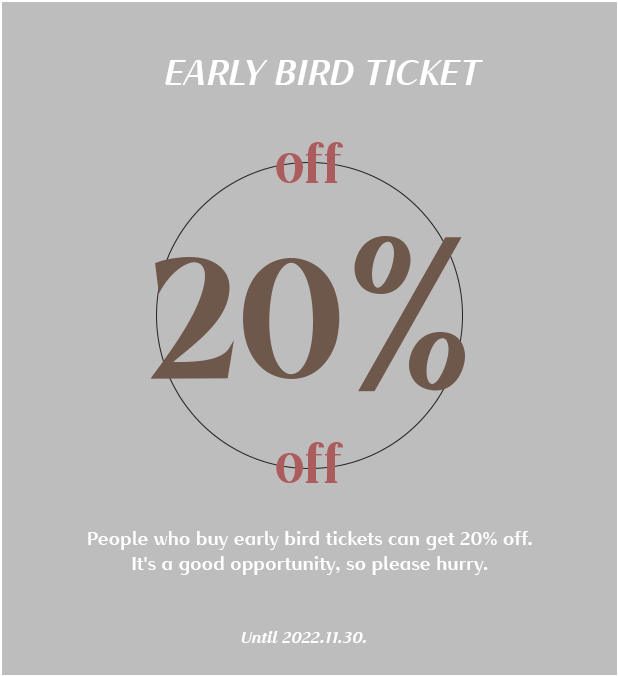 EARLY BIRD TICKET
off
20%
off
People who buy early bird tickets can get 20% off.
It's a good opportunity, so please hurry.
Until 2022.11.30.